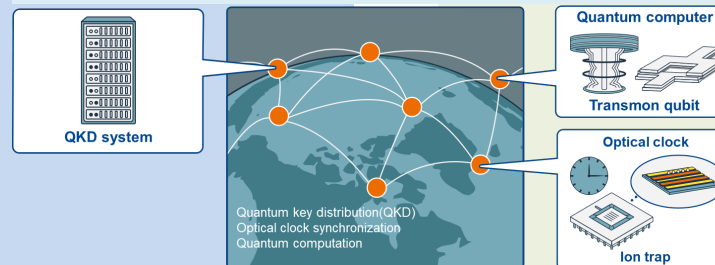 QKD system
Quantum key distribution(QKD)
Optical clock synchronization
Quantum computation
Quantum computer
Transmon qubit
Optical clock
Ion trap